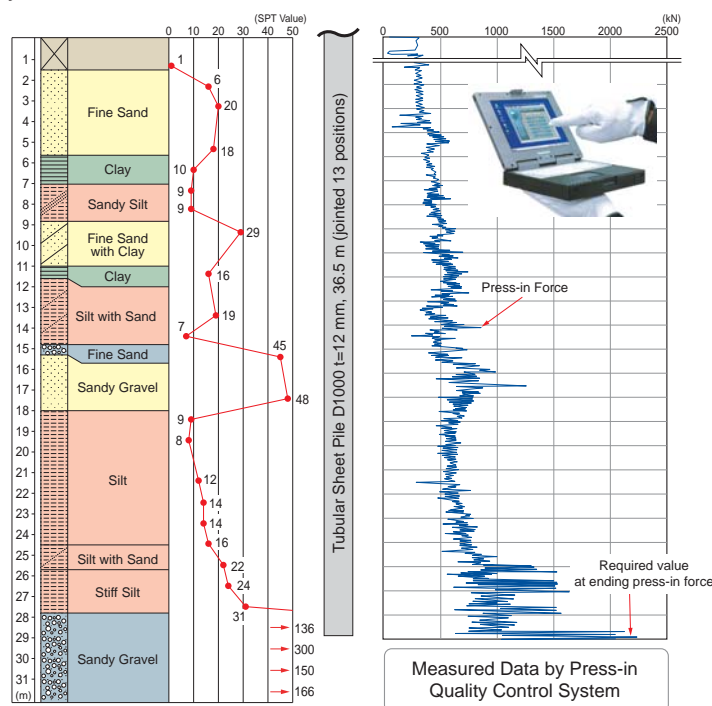 0 10 20 30 40 50
(SPT Value)
1
2
3
4
5
6
7
8
9
10
11
12
13
14
15
16
17
18
19
20
21
22
23
24
25
26
27
28
29
30
31
(m)
Fine Sand
Clay
Sandy Silt
Fine Sand
with Clay
Clay
Silt with Sand
Fine Sand
Sandy Gravel
Silt
Silt with Sand
Stiff Silt
Sandy Gravel
1
6
20
18
10
9
9
29
16
19
7
45
48
9
8
12
14
14
16
22
24
31
136
300
150
166
Tubular Sheet Pile D1000 t=12 mm, 36.5 m (jointed 13 positions)
(kN)
0 500 1000 1500 2000 2500
Press-in Force
Required value
at ending press-in force
0 500 1000 1500 2000 2500
Measured Data by Press-in
Quality Control System